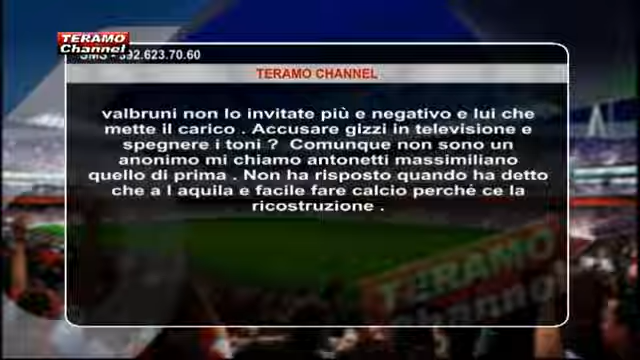 TERAMO
Channel
SMS - 392.623.70.60
TERAMO CHANNEL
valbruni non lo invitate più e negativo e lui che
mette il carico . Accusare gizzi in televisione e
spegnere i toni ? Comunque non sono un
anonimo mi chiamo antonetti massimiliano
quello di prima . Non ha risposto quando ha detto
che a l aquila e facile fare calcio perché ce la
ricostruzione .
TERAMO
Channel